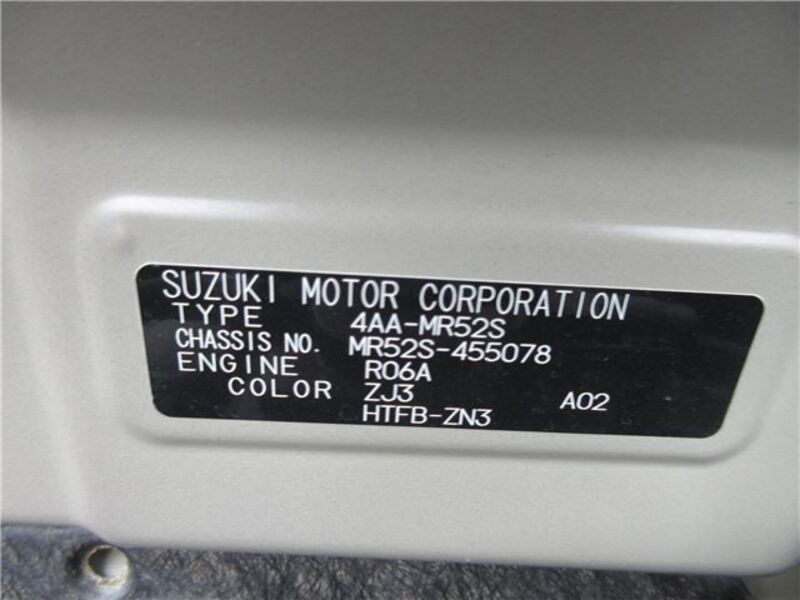 SUZUKI MOTOR CORPORATION
TYPE 4AA-MR52S
CHASSIS NO. MR52S-455078
ENGINE R06A
COLOR ZJ3 A02
HTFB-ZN3